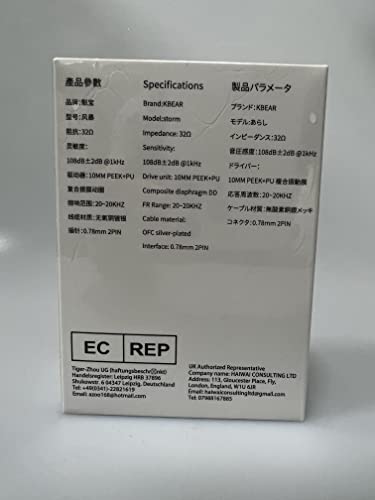 產品參數
品牌:魁宝
型号:风暴
阻抗:32Ω
灵敏度:
108dB±2dB @1kHz
驱动器:10MM PEEK+PU
复合振膜动圈
频响范围:20~20KHZ
线缆材质:无氧铜镀银
插针:0.78mm 2PIN
Specifications
Brand:KBEAR
Model:storm
Impedance: 32Ω
Sensitivity:
108dB±2dB @1kHz
Drive unit: 10MM PEEK+PU
Composite diaphragm DD
FR Range: 20~20KHZ
Cable material:
OFC silver-plated
Interface: 0.78mm 2PIN
製品パラメータ
ブランド:KBEAR
モデル:あらし
インピーダンス:32Ω
音圧感度:108dB±2dB @1kHz
ドライバー:
10MM PEEK+PU 複合振動膜
応答周波数:20~20KHZ
ケーブル材質:無酸素銅銀メッキ
コネクタ:0.78mm 2PIN
EC REP
Tiger-Zhou UG
Handelsregister: Leipzig HRB 37896
Shukowstr. 6 04347 Leipzig, Deutschland
Tel: +49(0341)-22821619
Email: azoo168@hotmail.com
UK Authorized Representative
Company name: HAIWAI CONSULTING LTD
Address: 113, Gloucester Place, Fly,
London, England, W1U 6JR
Email: haiwaiconsultingltd@gmail.com
Tel: 07988167885